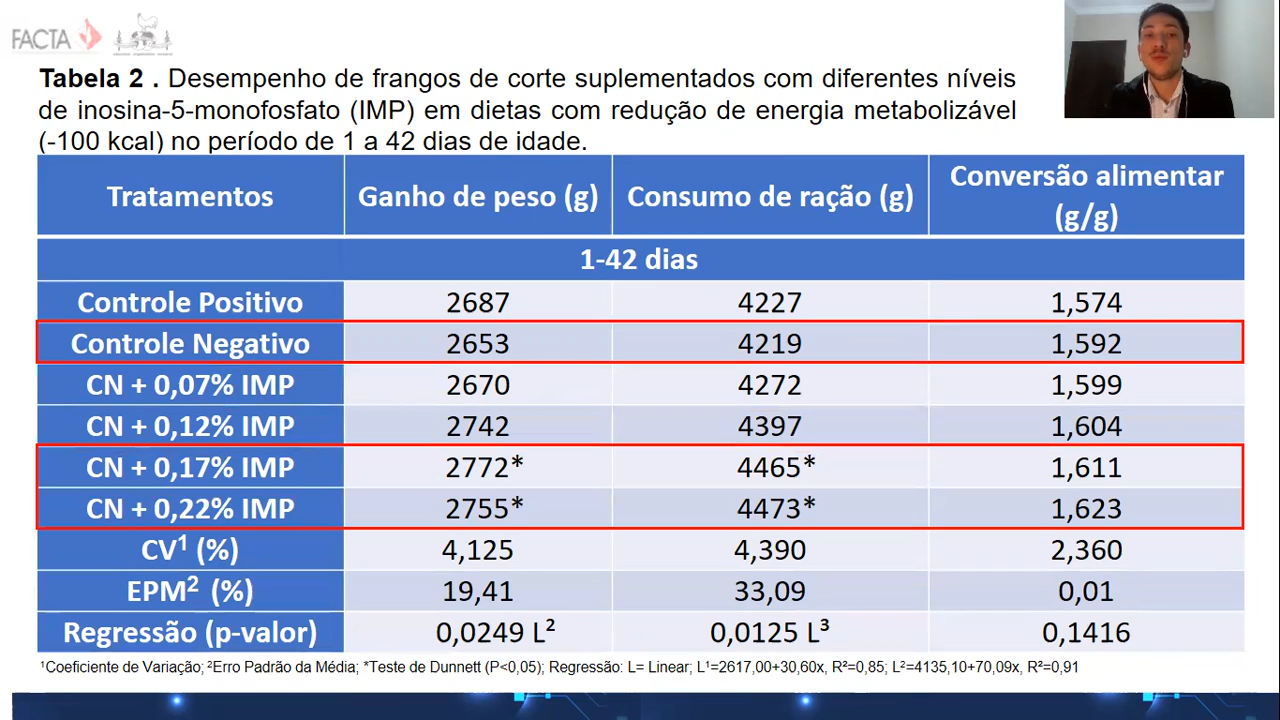 FACTA
Tabela 2 . Desempenho de frangos de corte suplementados com diferentes níveis
de inosina-5-monofosfato (IMP) em dietas com redução de energia metabolizável
(-100 kcal) no período de 1 a 42 dias de idade.
Tratamentos Ganho de peso (g) Consumo de ração (g) Conversão alimentar (g/g)
1-42 dias
Controle Positivo 2687 4227 1,574
Controle Negativo 2653 4219 1,592
CN + 0,07% IMP 2670 4272 1,599
CN + 0,12% IMP 2742 4397 1,604
CN + 0,17% IMP 2772* 4465* 1,611
CN + 0,22% IMP 2755* 4473* 1,623
CV¹ (%) 4,125 4,390 2,360
EPM² (%) 19,41 33,09 0,01
Regressão (p-valor) 0,0249 L² 0,0125 L³ 0,1416
¹Coeficiente de Variação; ²Erro Padrão da Média; *Teste de Dunnett (P<0,05); Regressão: L= Linear; L¹=2617,00+30,60x, R²=0,85; L²=4135,10+70,09x, R²=0,91